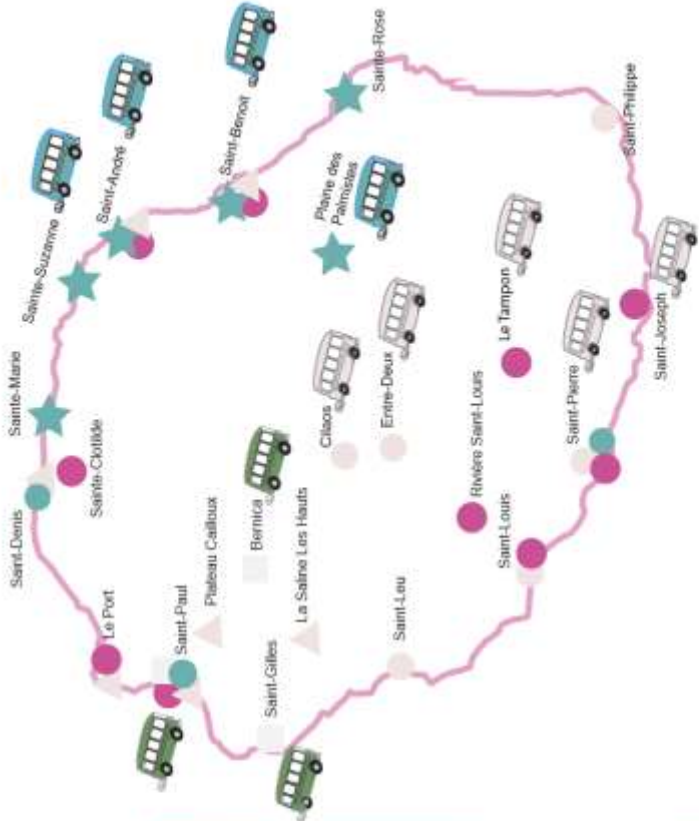 Saint-Denis
Sainte-Marie
Sainte-Suzanne
Saint-André
Saint-Benoit
Sainte-Rose
Sainte-Clotilde
Le Port
Saint-Paul
Plateau Cailloux
Bernica
La Saline Les Hauts
Saint-Gilles
Saint-Leu
Plaine des
Palmistes
Cilaos
Entre-Deux
Rivière Saint-Louis
Saint-Louis
Le Tampon
Saint-Pierre
Saint-Joseph
Saint-Philippe